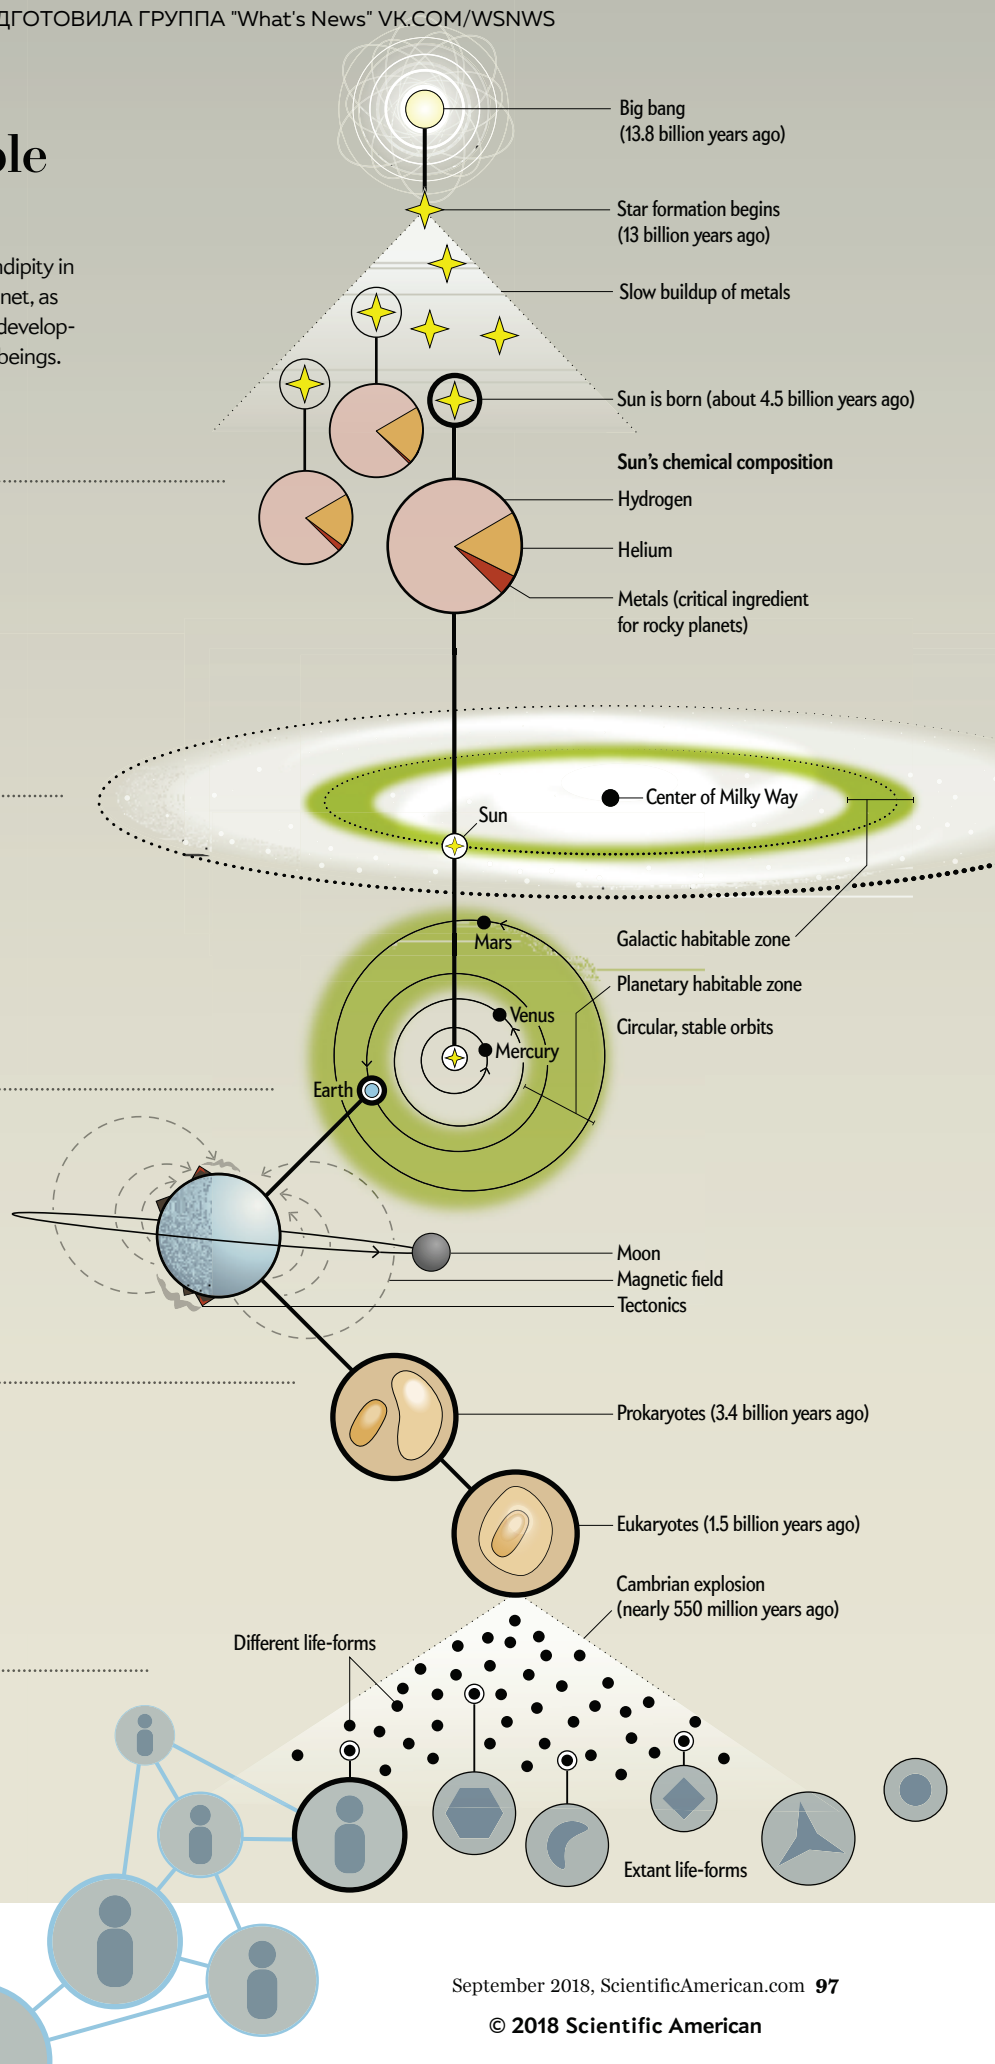 ГРУППА "What's News" VK.COM/WSNWS
Big bang
(13.8 billion years ago)
Star formation begins
(13 billion years ago)
in
net, as
develop-
beings.
Slow buildup of metals
Sun is born (about 4.5 billion years ago)
Sun's chemical composition
Hydrogen
Helium
Metals (critical ingredient
for rocky planets)
Center of Milky Way
Sun
Galactic habitable zone
Mars
Planetary habitable zone
Venus
Circular, stable orbits
Mercury
Earth
Moon
Magnetic field
Tectonics
Prokaryotes (3.4 billion years ago)
Eukaryotes (1.5 billion years ago)
Cambrian explosion
(nearly 550 million years ago)
Different life-forms
Extant life-forms
September 2018, ScientificAmerican.com 97
© 2018 Scientific American